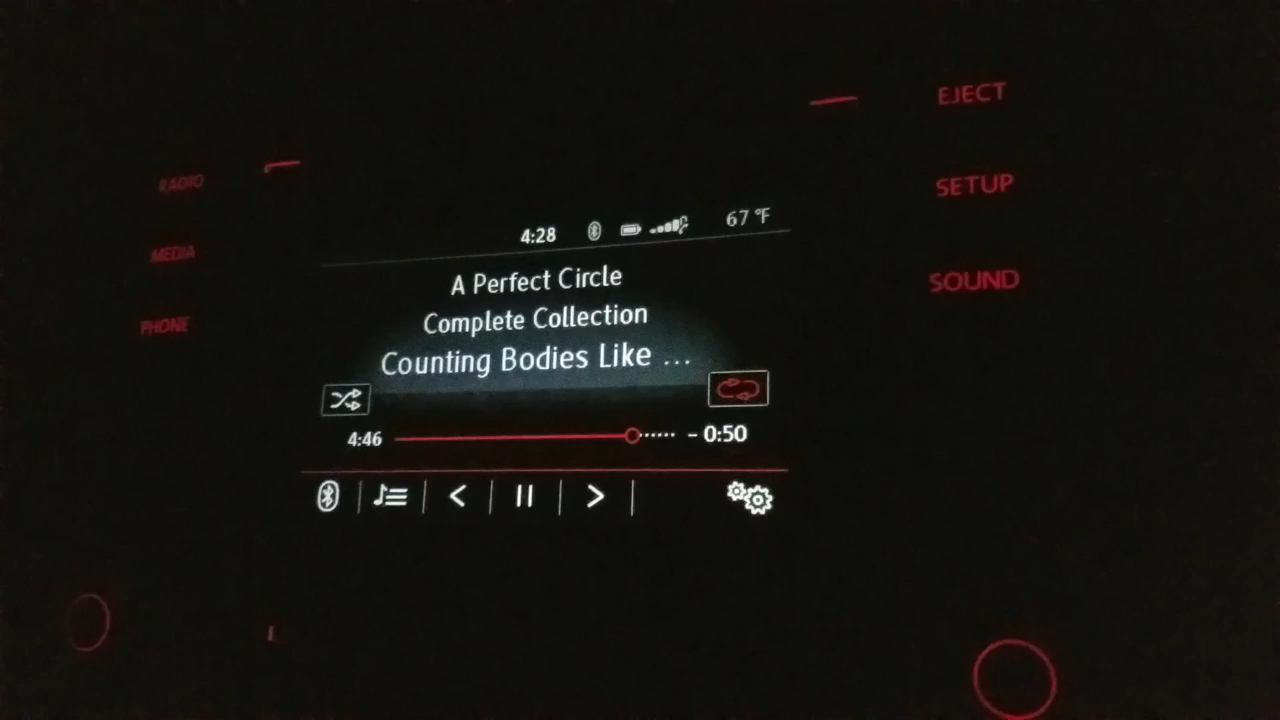 EJECT
RADIO
SETUP
4:28 67 °F
MEDIA
A Perfect Circle
SOUND
Complete Collection
PHONE
Counting Bodies Like ...
4:46 - 0:50